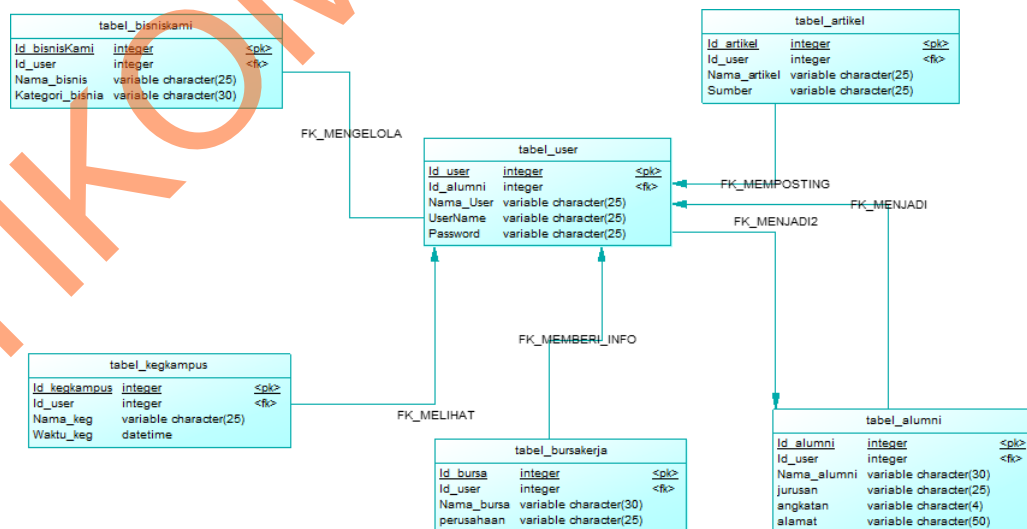 tabel_bisniskami
Id_bisnisKami integer <pk>
Id_user integer <fk>
Nama_bisnis variable character(25)
Kategori_bisnia variable character(30)
tabel_artikel
Id_artikel integer <pk>
Id_user integer <fk>
Nama_artikel variable character(25)
Sumber variable character(25)
FK_MENGELOLA
tabel_user
Id_user integer <pk>
Id_alumni integer <fk>
Nama_User variable character(25)
UserName variable character(25)
Password variable character(25)
FK_MEMPOSTING
FK_MENJADI
FK_MENJADI2
FK_MEMBERI_INFO
tabel_kegkampus
Id_kegkampus integer <pk>
Id_user integer <fk>
Nama_keg variable character(25)
Waktu_keg datetime
FK_MELIHAT
tabel_bursakerja
Id_bursa integer <pk>
Id_user integer <fk>
Nama_bursa variable character(30)
perusahaan variable character(25)
tabel_alumni
Id_alumni integer <pk>
Id_user integer <fk>
Nama_alumni variable character(30)
jurusan variable character(25)
angkatan variable character(4)
alamat variable character(50)
IKOM